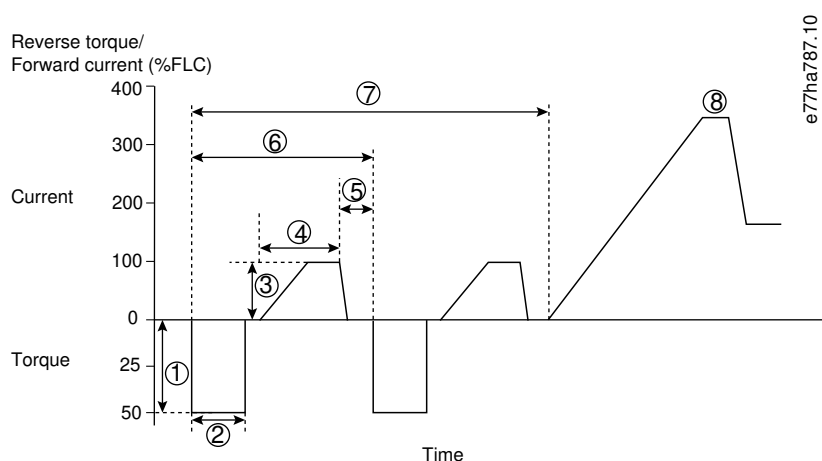 Reverse torque/
Forward current (%FLC)
e77ha787.10
400
⑦
⑧
300
⑥
Current
200
⑤
④
100
③
0
①
Torque
25
50
②
Time